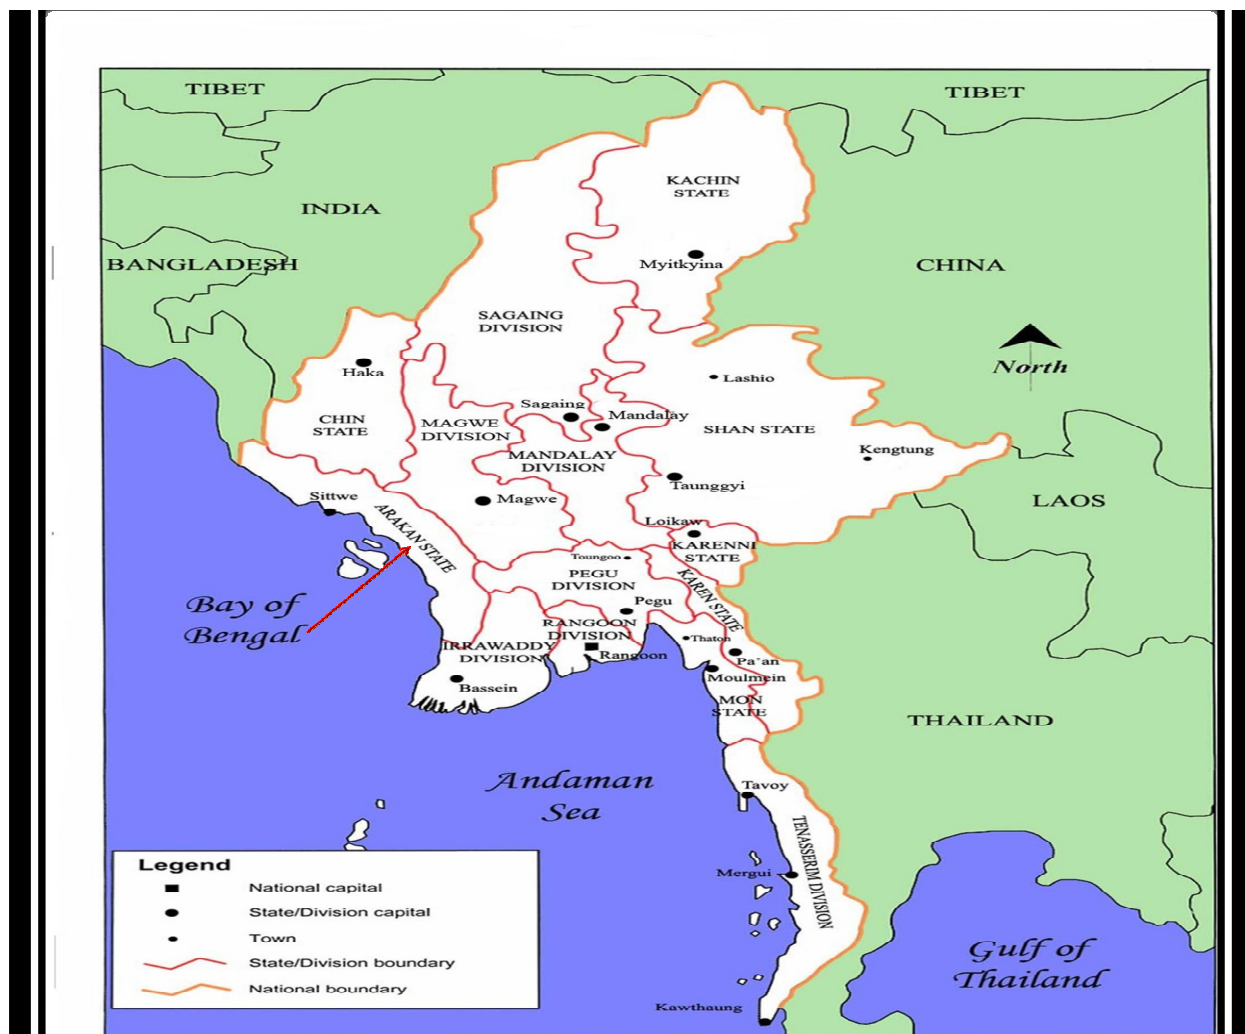 TIBET
TIBET
KACHIN
STATE
INDIA
Myitkyina
BANGLADESH
CHINA
SAGAING
DIVISION
North
Haka
Lashio
Sagaing
Mandalay
CHIN
STATE
MAGWE
DIVISION
SHAN STATE
MANDALAY
DIVISION
Kengtung
Taunggyi
Sittwe
Magwe
LAOS
ARAKAN STATE
Loikaw
KARENNI
STATE
Toungoo
PEGU
DIVISION
KAREN STATE
Bay of
Bengal
Pegu
RANGOON
DIVISION
Thaton
IRRAWADDY
DIVISION
Rangoon
Pa'an
Moulmein
Bassein
MON
STATE
THAILAND
Andaman
Sea
Tavoy
TENASSERIM DIVISION
Mergui
Legend
National capital
State/Division capital
Town
State/Division boundary
National boundary
Gulf of
Thailand
Kawthaung